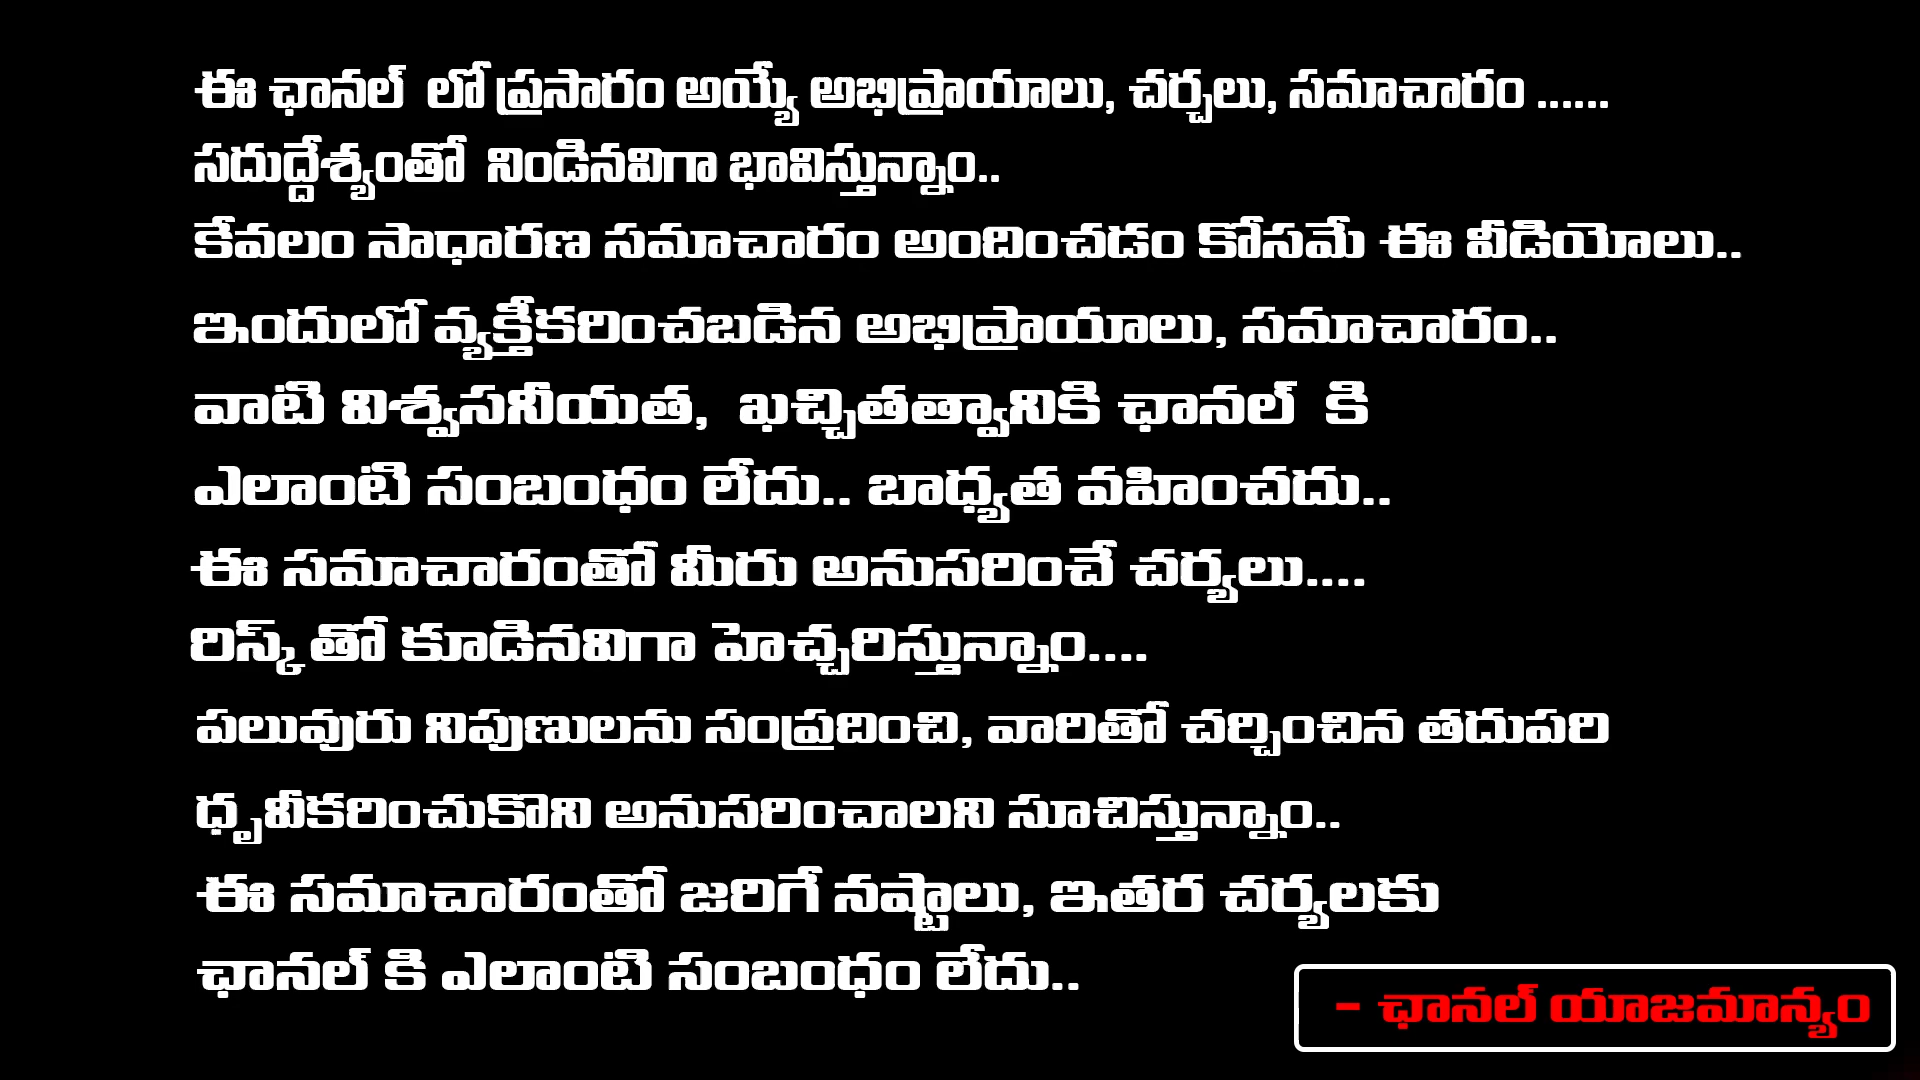 ఈ ఛానల్ లో ప్రసారం అయ్యే అభిప్రాయాలు, చర్చలు, సమాచారం ......
సదుద్దేశ్యంతో నిండినవిగా భావిస్తున్నాం..
కేవలం సాధారణ సమాచారం అందించడం కోసమే ఈ వీడియోలు..
ఇందులో వ్యక్తీకరించబడిన అభిప్రాయాలు, సమాచారం..
వాటి విశ్వసనీయత, ఖచ్చితత్వానికి ఛానల్ కి
ఎలాంటి సంబంధం లేదు.. బాధ్యత వహించదు..
ఈ సమాచారంతో మీరు అనుసరించే చర్యలు....
రిస్క్ తో కూడినవిగా హెచ్చరిస్తున్నాం....
పలువురు నిపుణులను సంప్రదించి, వారితో చర్చించిన తదుపరి
ధృవీకరించుకొని అనుసరించాలని సూచిస్తున్నాం..
ఈ సమాచారంతో జరిగే నష్టాలు, ఇతర చర్యలకు
ఛానల్ కి ఎలాంటి సంబంధం లేదు..
- ఛానల్ యాజమాన్యం